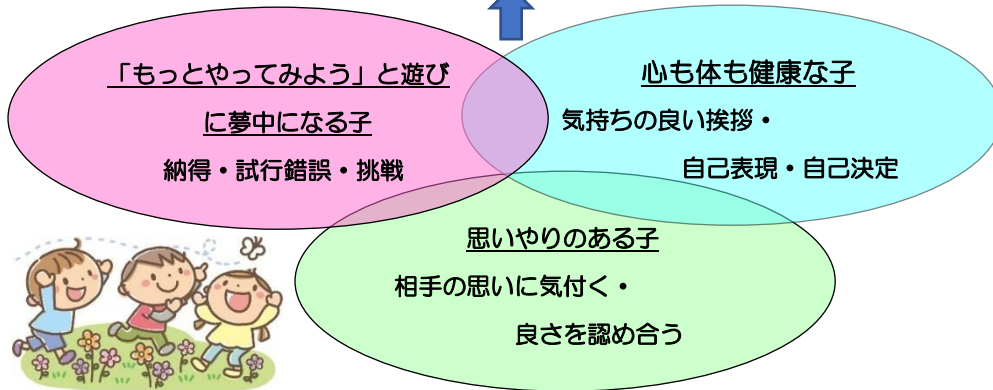 「もっとやってみよう」と遊び
に夢中になる子
納得・試行錯誤・挑戦
心も体も健康な子
気持ちの良い挨拶・
自己表現・自己決定
思いやりのある子
相手の思いに気付く・
良さを認め合う